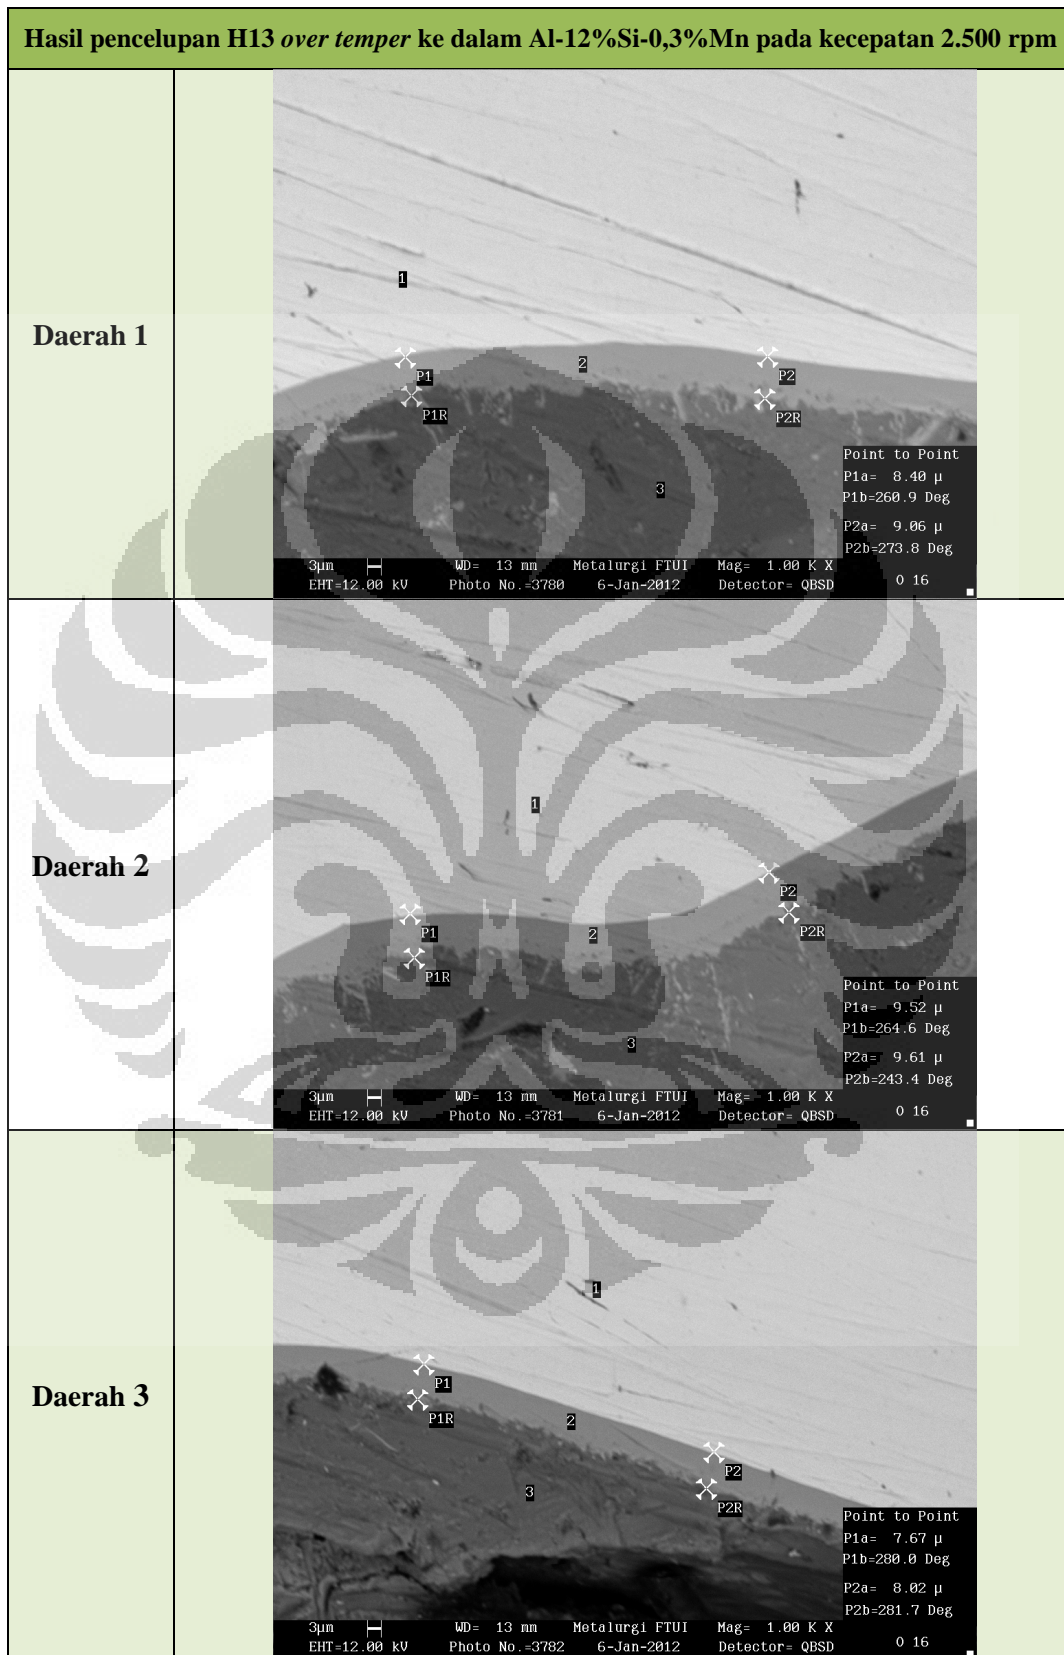 Hasil pencelupan H13 over temper ke dalam Al-12%Si-0,3%Mn pada kecepatan 2.500 rpm
Daerah 1
1
2
P1
P2
P1R
P2R
3
Point to Point
P1a= 8.40 µ
P1b=260.9 Deg
P2a= 9.06 µ
P2b=273.8 Deg
O 16
3µm WD= 13 mm Metalurgi FTUI Mag= 1.00 K X
EHT=12.00 kV Photo No.=3780 6-Jan-2012 Detector= QBSD
Daerah 2
1
P2
P1
2
P2R
P1R
3
Point to Point
P1a= 9.52 µ
P1b=264.6 Deg
P2a= 9.61 µ
P2b=243.4 Deg
O 16
3µm WD= 13 mm Metalurgi FTUI Mag= 1.00 K X
EHT=12.00 kV Photo No.=3781 6-Jan-2012 Detector= QBSD
Daerah 3
1
P1
P1R
2
P2
3
P2R
Point to Point
P1a= 7.67 µ
P1b=280.0 Deg
P2a= 8.02 µ
P2b=281.7 Deg
O 16
3µm WD= 13 mm Metalurgi FTUI Mag= 1.00 K X
EHT=12.00 kV Photo No.=3782 6-Jan-2012 Detector= QBSD